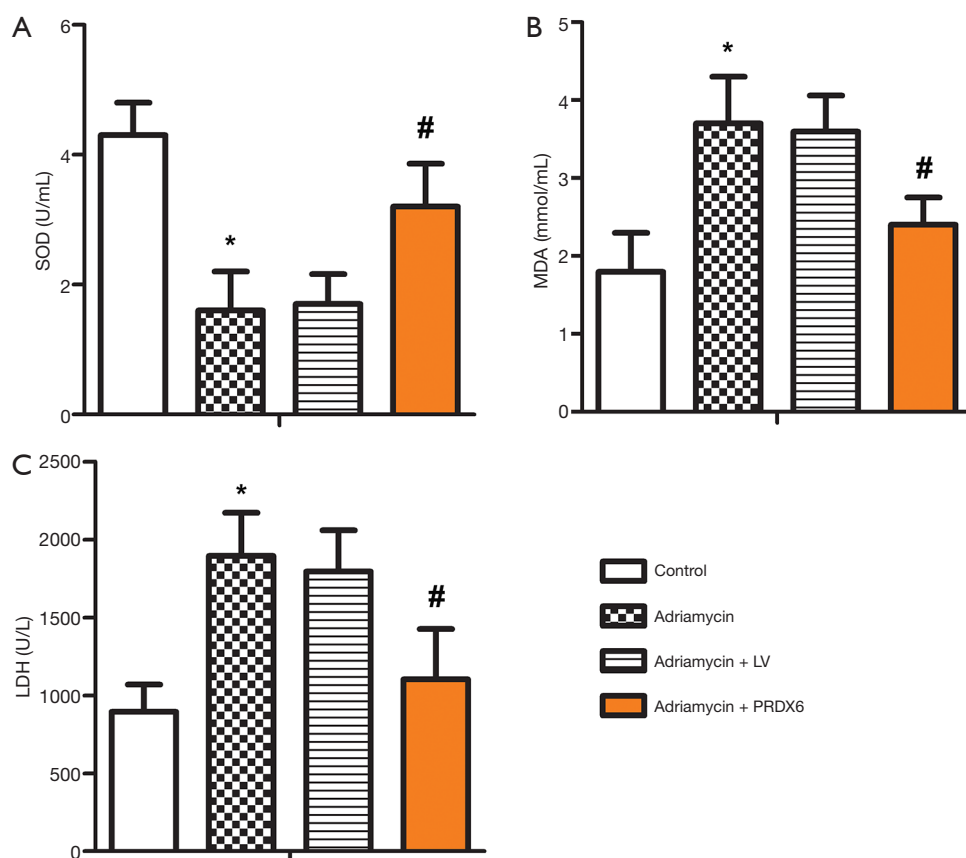 A
SOD (U/mL)
6
4
2
0
*
#
B
MDA (mmol/mL)
5
4
3
2
1
0
*
#
C
LDH (U/L)
2500
2000
1500
1000
500
0
*
#
Control
Adriamycin
Adriamycin + LV
Adriamycin + PRDX6